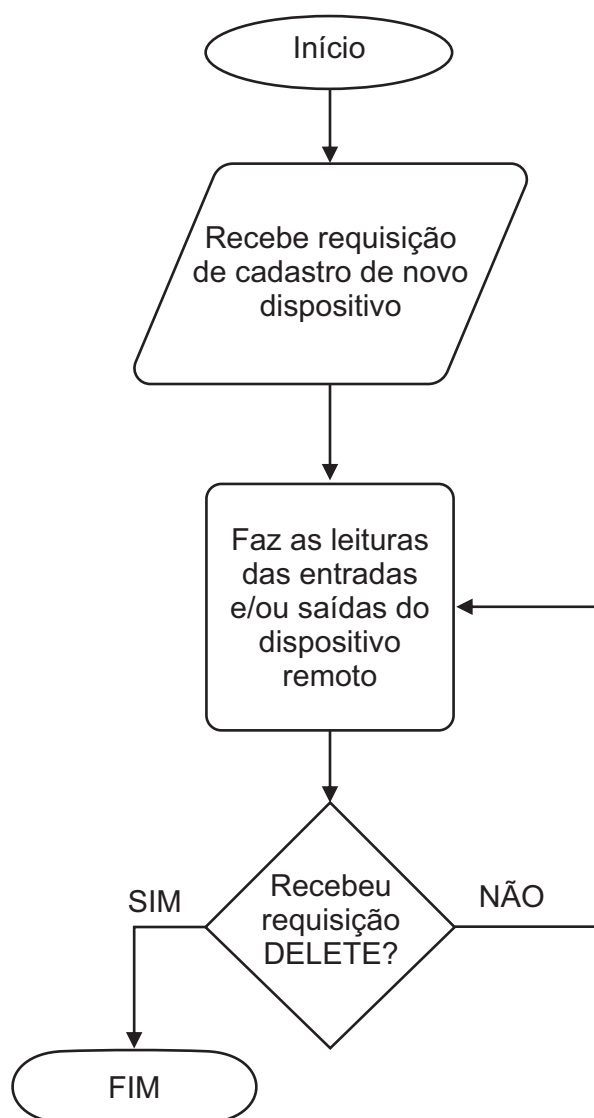 Início
Recebe requisição
de cadastro de novo
dispositivo
Faz as leituras
das entradas
e/ou saídas do
dispositivo
remoto
Recebeu
requisição
DELETE?
SIM
NÃO
FIM